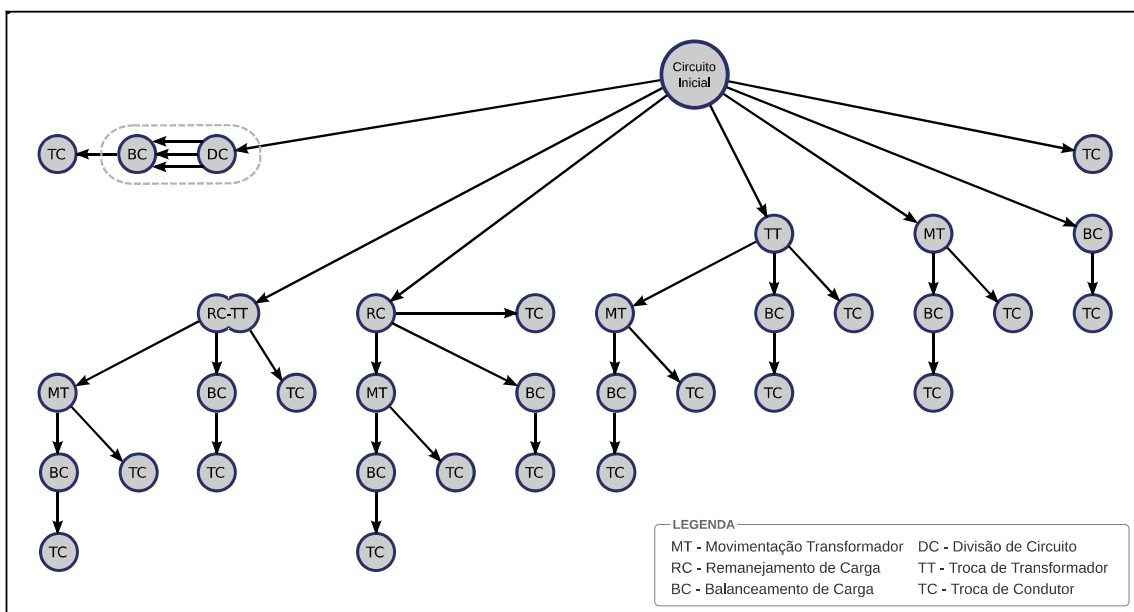 Circuito
Inicial
TC BC DC TC
TT MT BC
RC-TT RC TC MT BC TC BC TC TC
MT BC TC MT BC BC TC TC TC
BC TC TC BC TC TC TC
TC TC
LEGENDA
MT - Movimentação Transformador DC - Divisão de Circuito
RC - Remanejamento de Carga TT - Troca de Transformador
BC - Balanceamento de Carga TC - Troca de Condutor